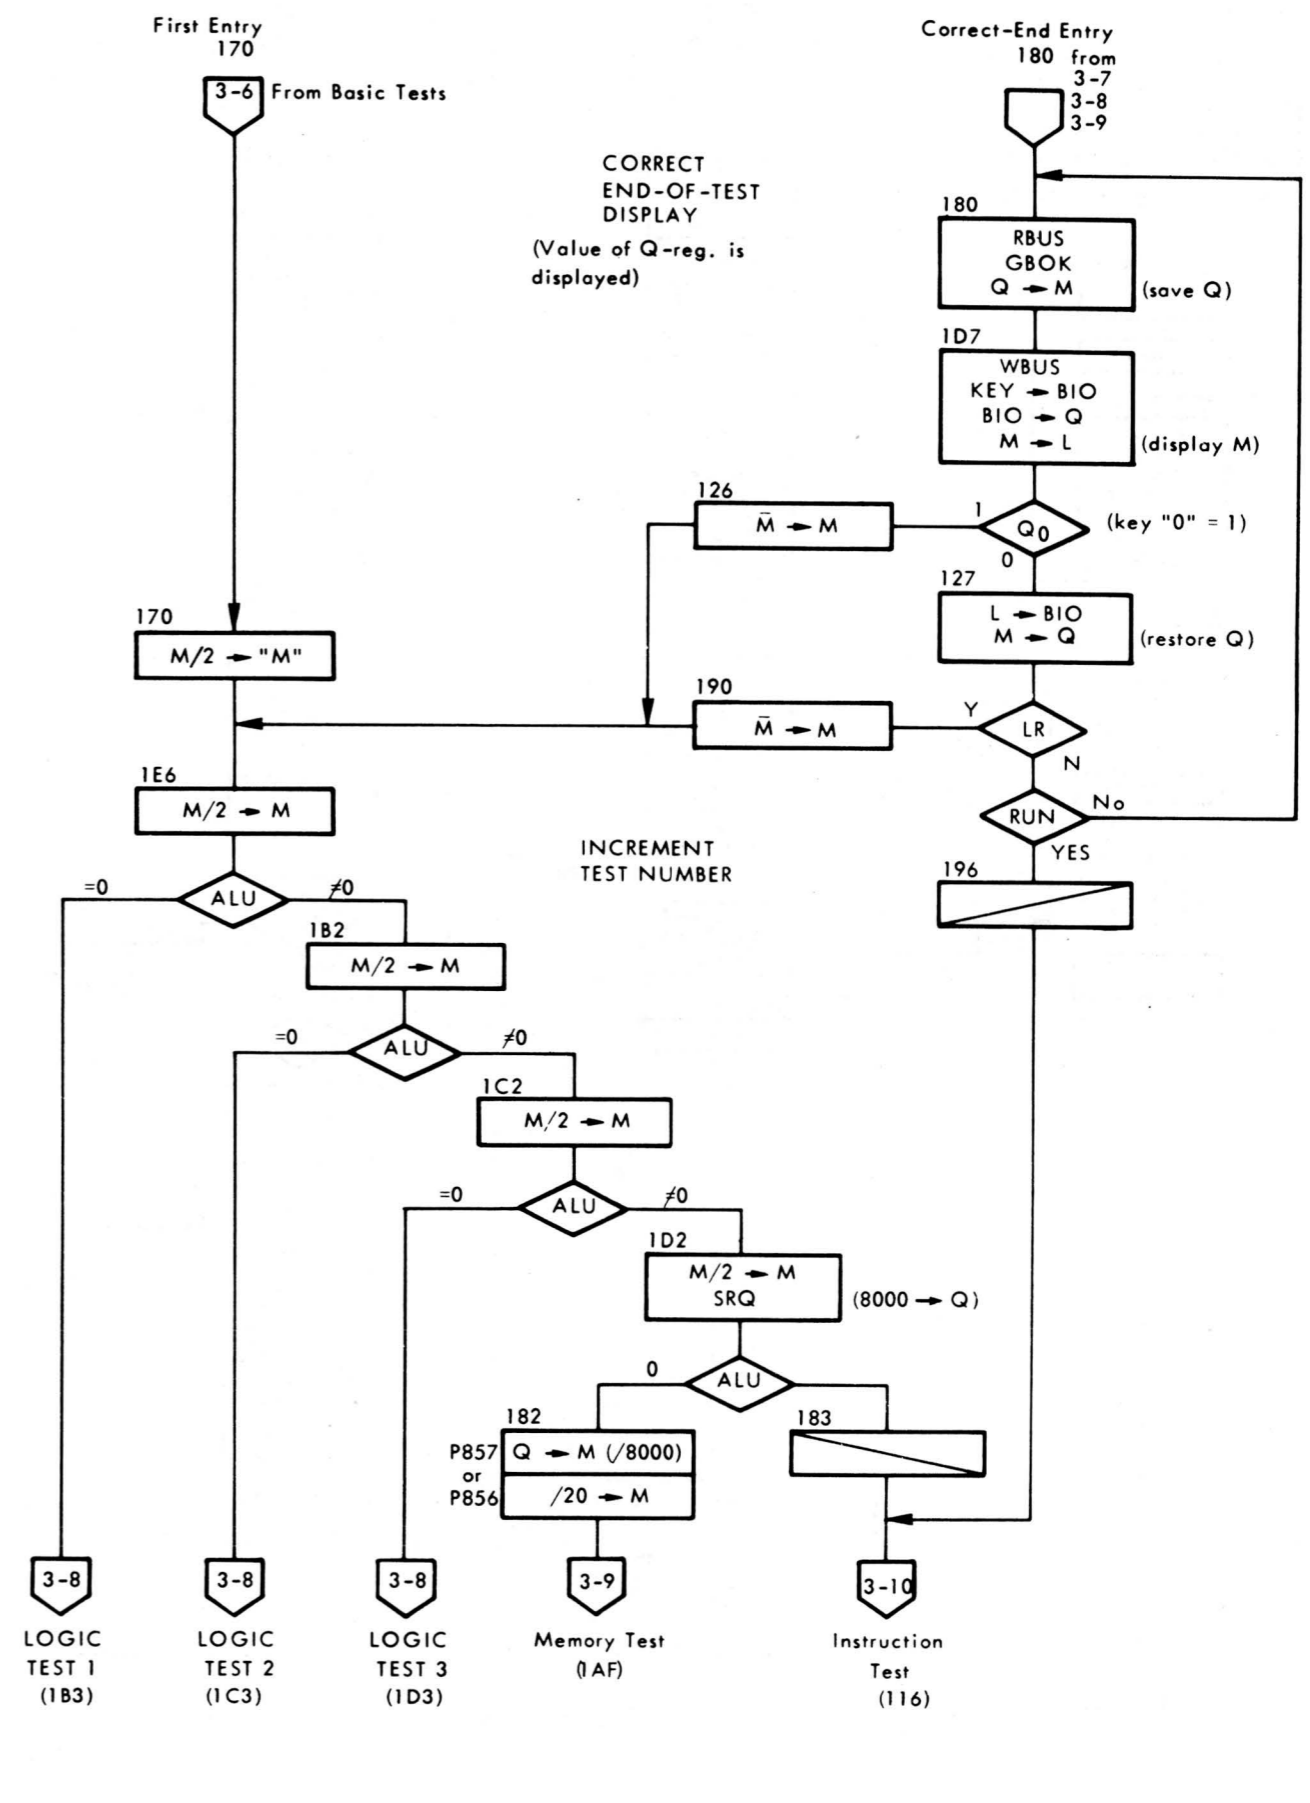 First Entry
170
3-6 From Basic Tests
Correct-End Entry
180 from
3-7
3-8
3-9
CORRECT
END-OF-TEST
DISPLAY
(Value of Q-reg. is
displayed)
180
RBUS
GBOK
Q → M
(save Q)
1D7
WBUS
KEY → BIO
BIO → Q
M → L
(display M)
126
M̄ → M
1
Q0
(key "0" = 1)
0
127
L → BIO
M → Q
(restore Q)
170
M/2 → "M"
190
M̄ → M
Y
LR
N
RUN
No
YES
196
1E6
M/2 → M
INCREMENT
TEST NUMBER
=0
ALU
≠0
1B2
M/2 → M
=0
ALU
≠0
1C2
M/2 → M
=0
ALU
≠0
1D2
M/2 → M
SRQ
(8000 → Q)
0
ALU
182
P857
or
P856
Q → M (/8000)
/20 → M
183
3-8
LOGIC
TEST 1
(1B3)
3-8
LOGIC
TEST 2
(1C3)
3-8
LOGIC
TEST 3
(1D3)
3-9
Memory Test
(1AF)
3-10
Instruction
Test
(116)